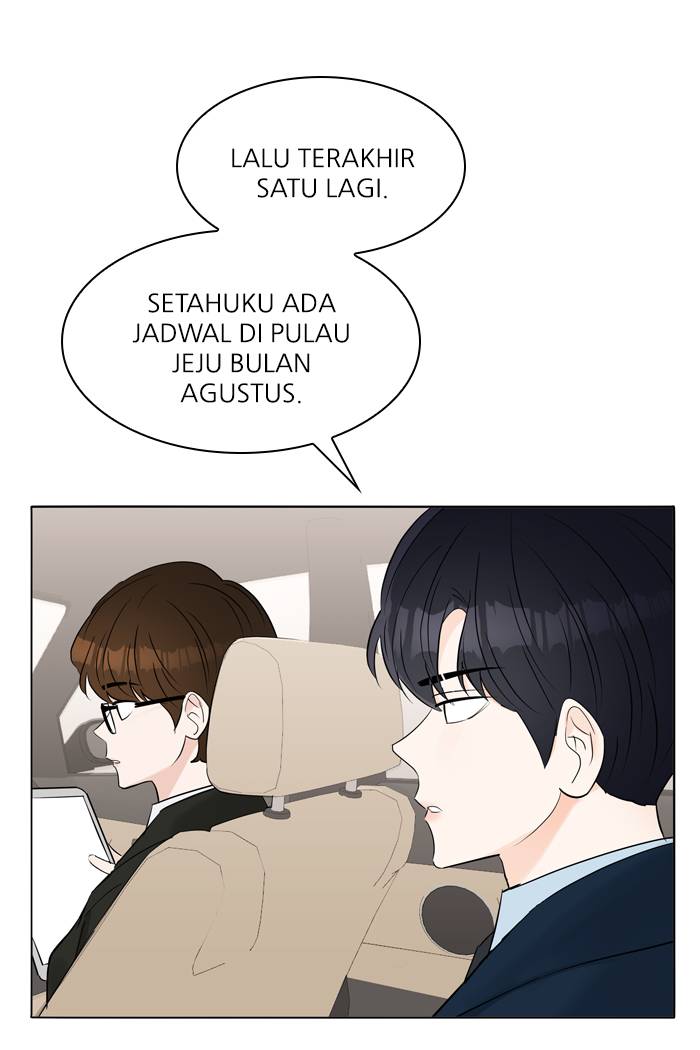 LALU TERAKHIR
SATU LAGI.
SETAHUKU ADA
JADWAL DI PULAU
JEJU BULAN
AGUSTUS.